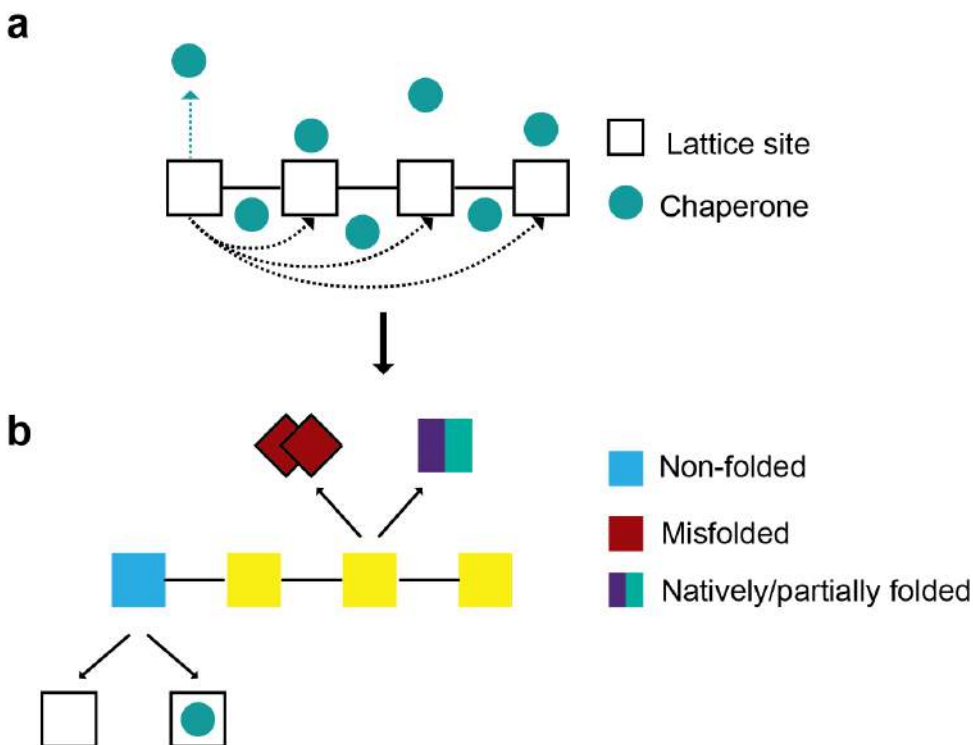 a
Lattice site
Chaperone
b
Non-folded
Misfolded
Natively/partially folded